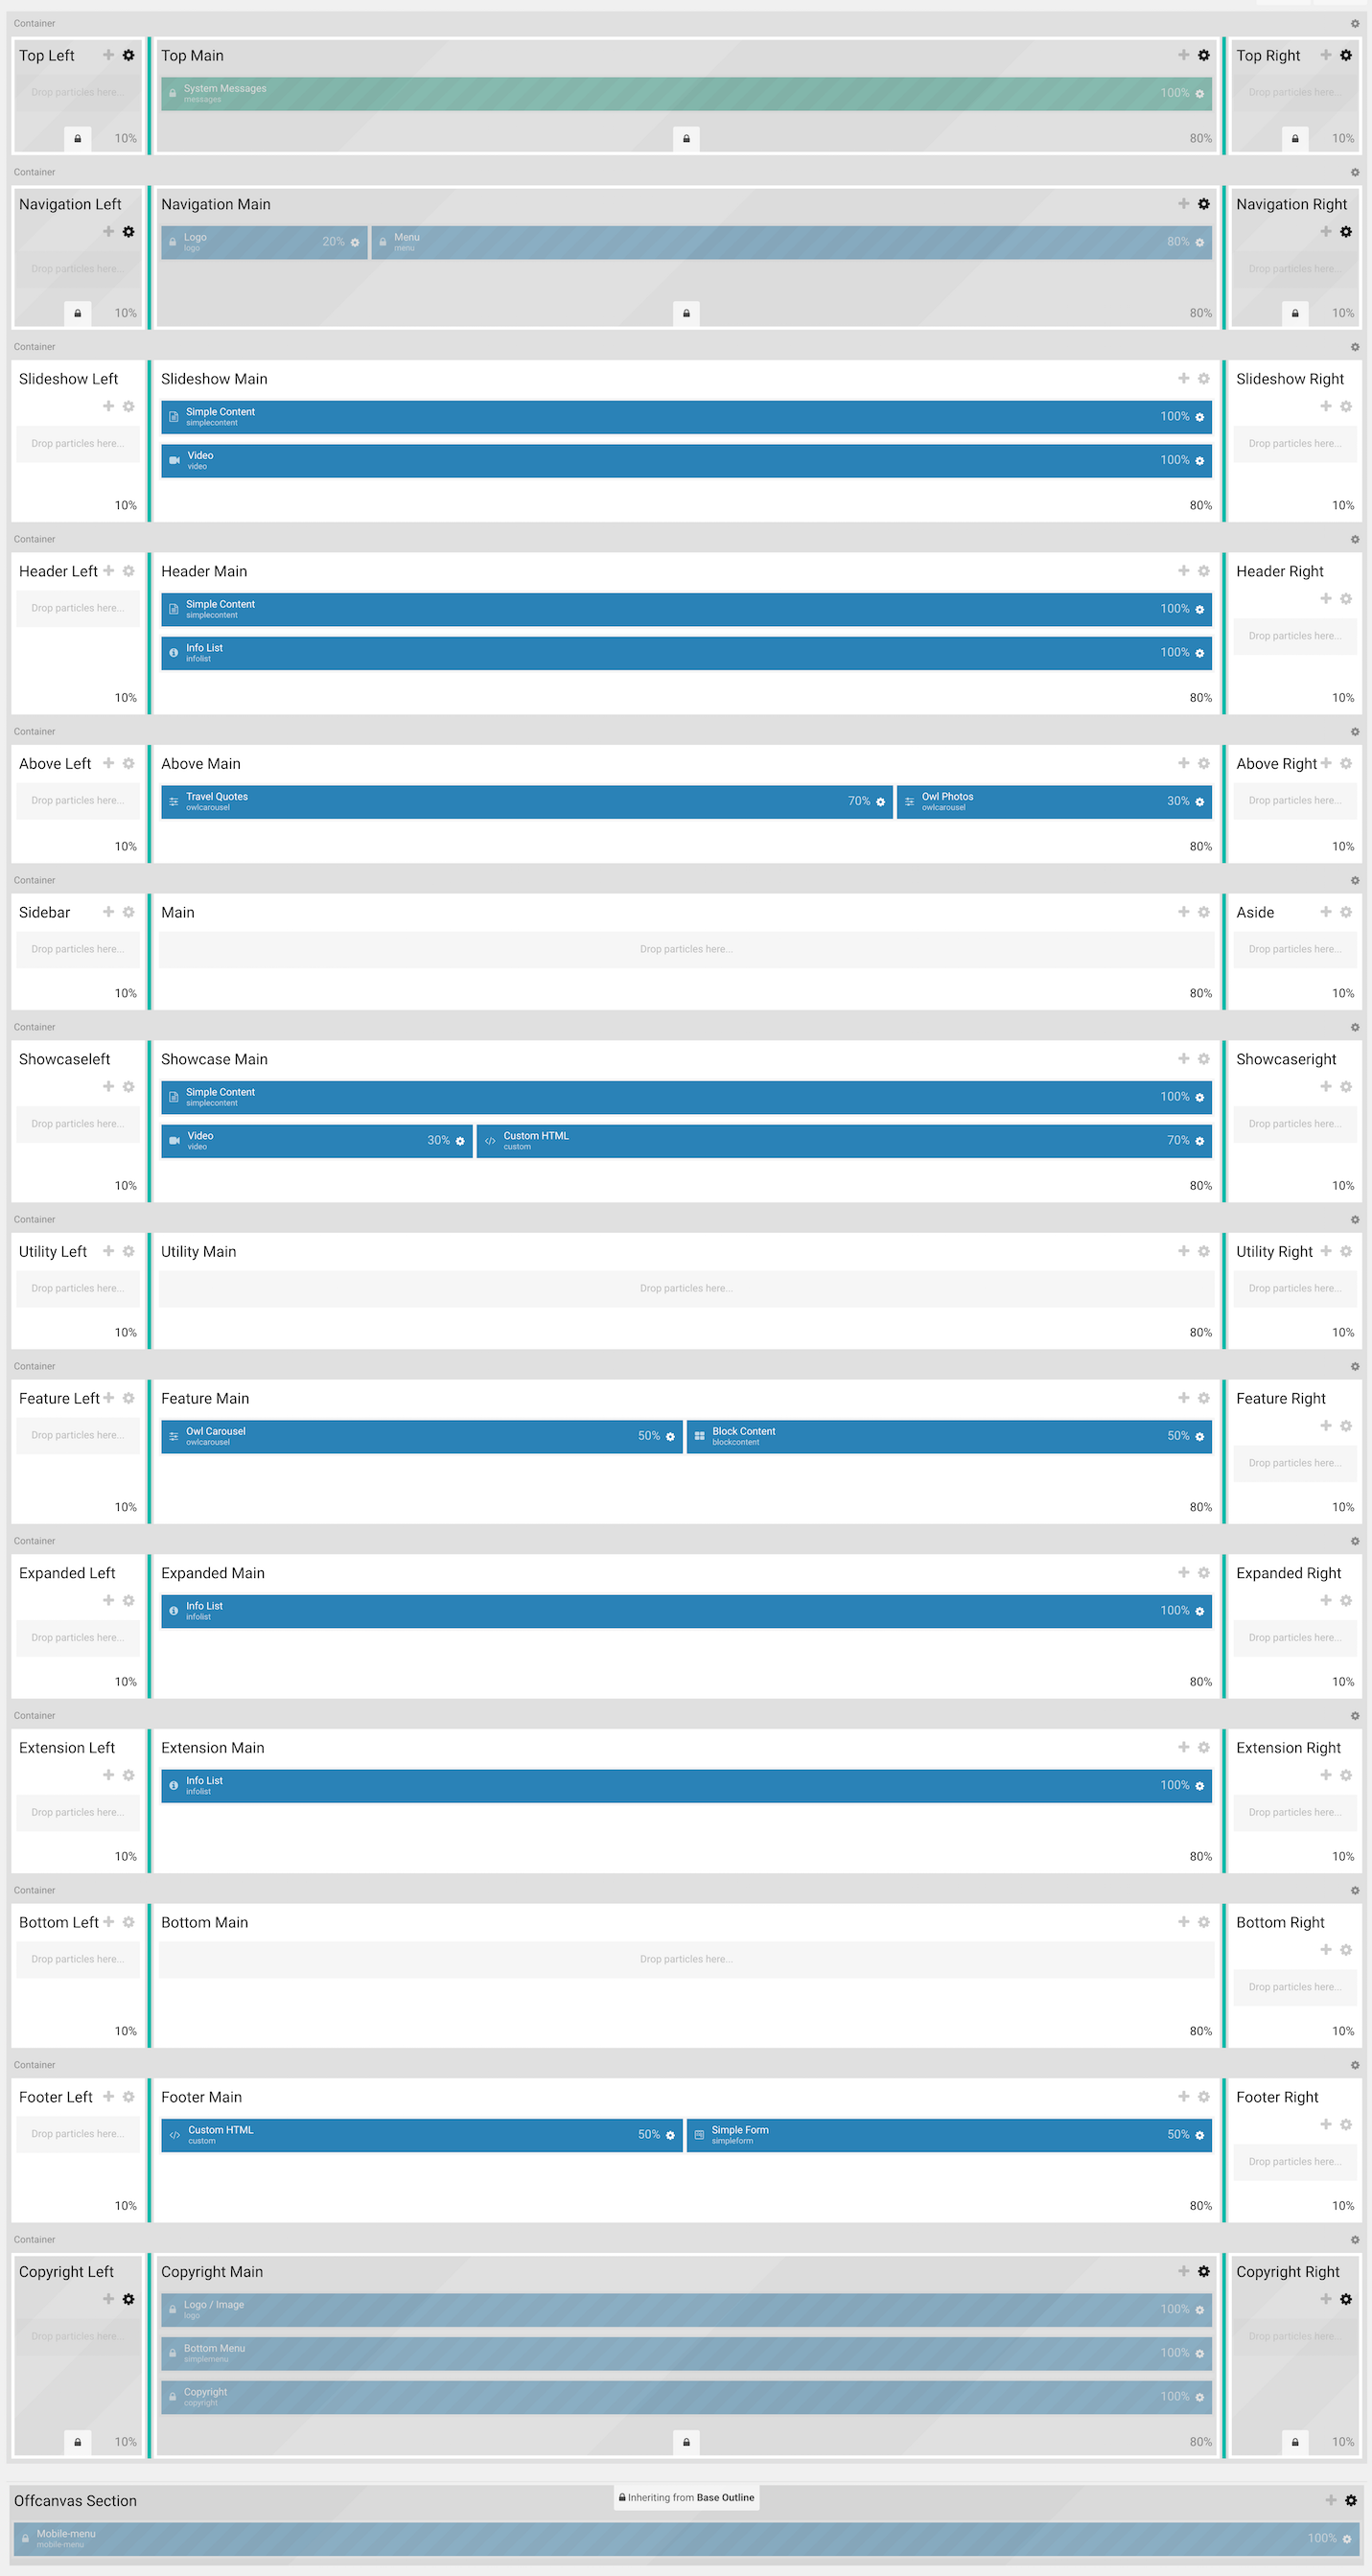 Container
Top Left
Drop particles here...
10%
Top Main
System Messages
messages
100%
80%
Top Right
Drop particles here...
10%
Container
Navigation Left
Drop particles here...
10%
Navigation Main
Logo
logo
20%
Menu
menu
80%
80%
Navigation Right
Drop particles here...
10%
Container
Slideshow Left
Drop particles here...
10%
Slideshow Main
Simple Content
simplecontent
100%
Video
video
100%
80%
Slideshow Right
Drop particles here...
10%
Container
Header Left
Drop particles here...
10%
Header Main
Simple Content
simplecontent
100%
Info List
infolist
100%
80%
Header Right
Drop particles here...
10%
Container
Above Left
Drop particles here...
10%
Above Main
Travel Quotes
owlcarousel
70%
Owl Photos
owlcarousel
30%
80%
Above Right
Drop particles here...
10%
Container
Sidebar
Drop particles here...
10%
Main
Drop particles here...
80%
Aside
Drop particles here...
10%
Container
Showcaseleft
Drop particles here...
10%
Showcase Main
Simple Content
simplecontent
100%
Video
video
30%
Custom HTML
custom
70%
80%
Showcaseright
Drop particles here...
10%
Container
Utility Left
Drop particles here...
10%
Utility Main
Drop particles here...
80%
Utility Right
Drop particles here...
10%
Container
Feature Left
Drop particles here...
10%
Feature Main
Owl Carousel
owlcarousel
50%
Block Content
blockcontent
50%
80%
Feature Right
Drop particles here...
10%
Container
Expanded Left
Drop particles here...
10%
Expanded Main
Info List
infolist
100%
80%
Expanded Right
Drop particles here...
10%
Container
Extension Left
Drop particles here...
10%
Extension Main
Info List
infolist
100%
80%
Extension Right
Drop particles here...
10%
Container
Bottom Left
Drop particles here...
10%
Bottom Main
Drop particles here...
80%
Bottom Right
Drop particles here...
10%
Container
Footer Left
Drop particles here...
10%
Footer Main
Custom HTML
custom
50%
Simple Form
simpleform
50%
80%
Footer Right
Drop particles here...
10%
Container
Copyright Left
Drop particles here...
10%
Copyright Main
Logo / Image
logo
100%
Bottom Menu
simplemenu
100%
Copyright
copyright
100%
80%
Copyright Right
Drop particles here...
10%
Offcanvas Section
Inheriting from Base Outline
Mobile-menu
mobile-menu
100%